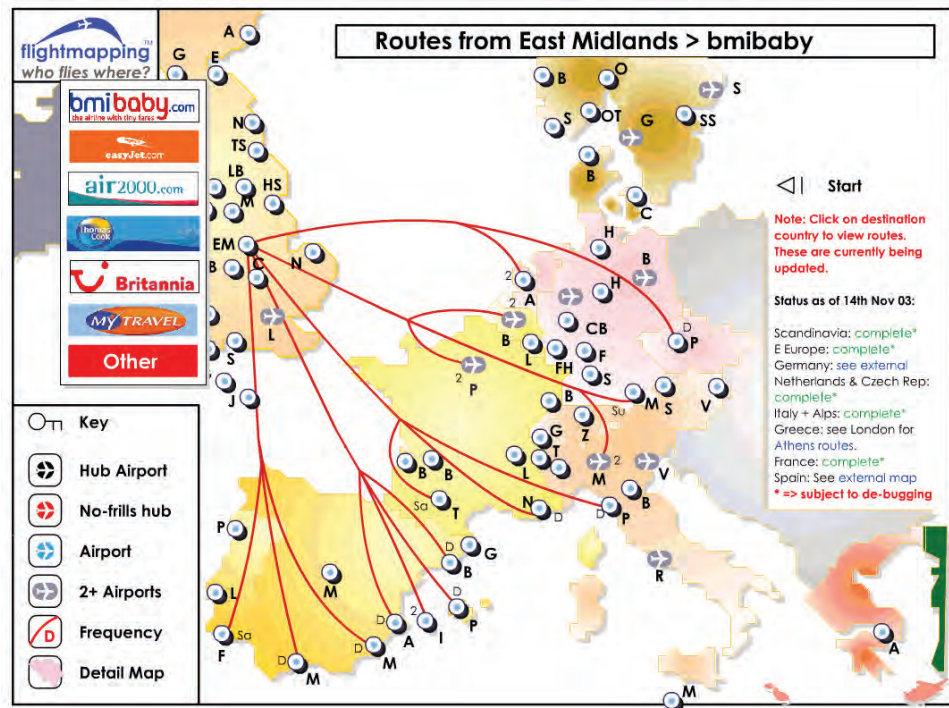 flightmapping™
who flies where?
Routes from East Midlands > bmibaby
bmibaby.com
the airline with tiny fares
easyJet.com
air2000.com
Thomas Cook
Britannia
MYTRAVEL
Other
Key
Hub Airport
No-frills hub
Airport
2+ Airports
D Frequency
Detail Map
Start
Note: Click on destination
country to view routes.
These are currently being
updated.
Status as of 14th Nov 03:
Scandinavia: complete*
E Europe: complete*
Germany: see external
Netherlands & Czech Rep:
complete*
Italy + Alps: complete*
Greece: see London for
Athens routes.
France: complete*
Spain: See external map
* => subject to de-bugging
A
G
E
N
TS
LB
HS
M
EM
B
C
N
L
S
J
B
O
S
S
OT
G
SS
B
C
H
B
2
A
H
2
B
CB
D
P
L
FH
F
S
2
P
B
Su
M
S
V
G
Z
T
L
M
2
V
B
B
Sa
T
N
D
D
P
B
R
P
G
D
B
M
L
D
P
Sa
F
D
A
2
I
D
M
D
M
A
M